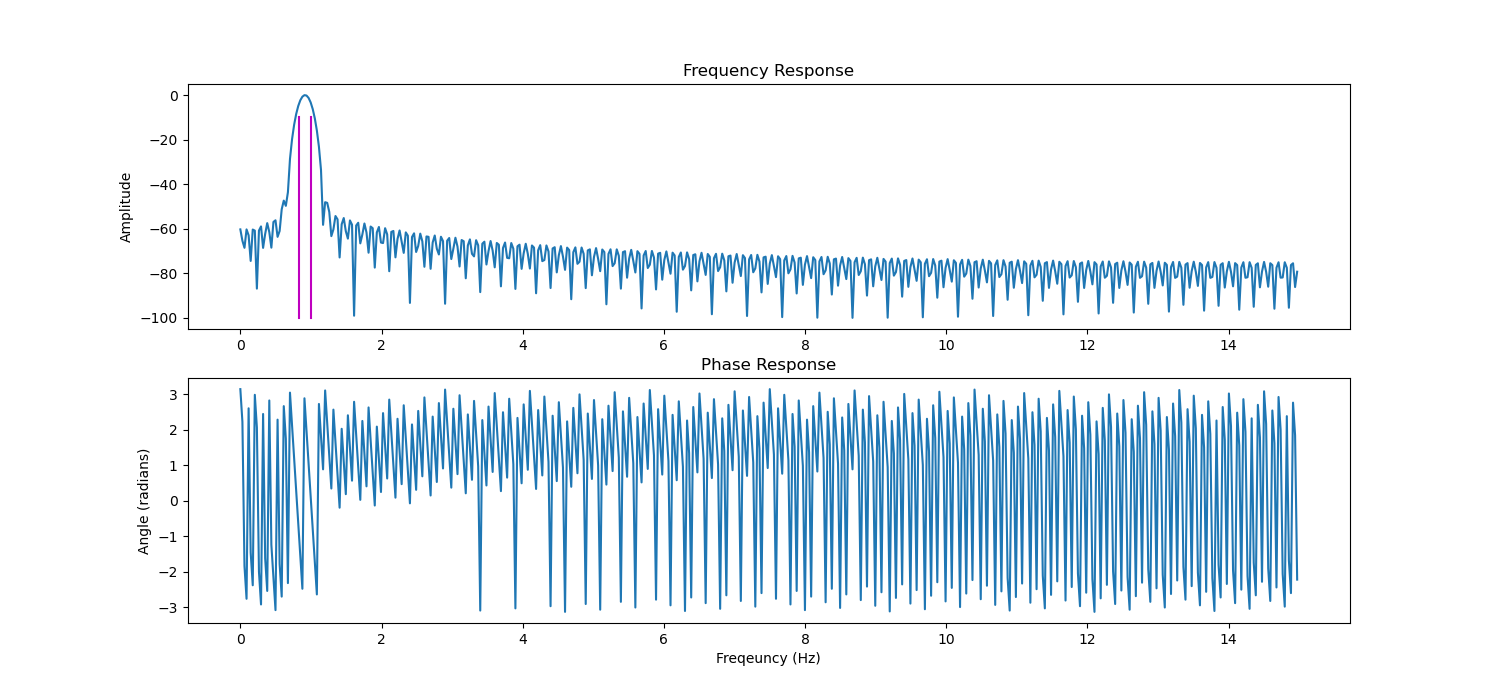 Frequency Response
0
−20
−40
−60
−80
−100
Amplitude
0 2 4 6 8 10 12 14
Phase Response
3
2
1
0
−1
−2
−3
Angle (radians)
0 2 4 6 8 10 12 14
Freqeuncy (Hz)